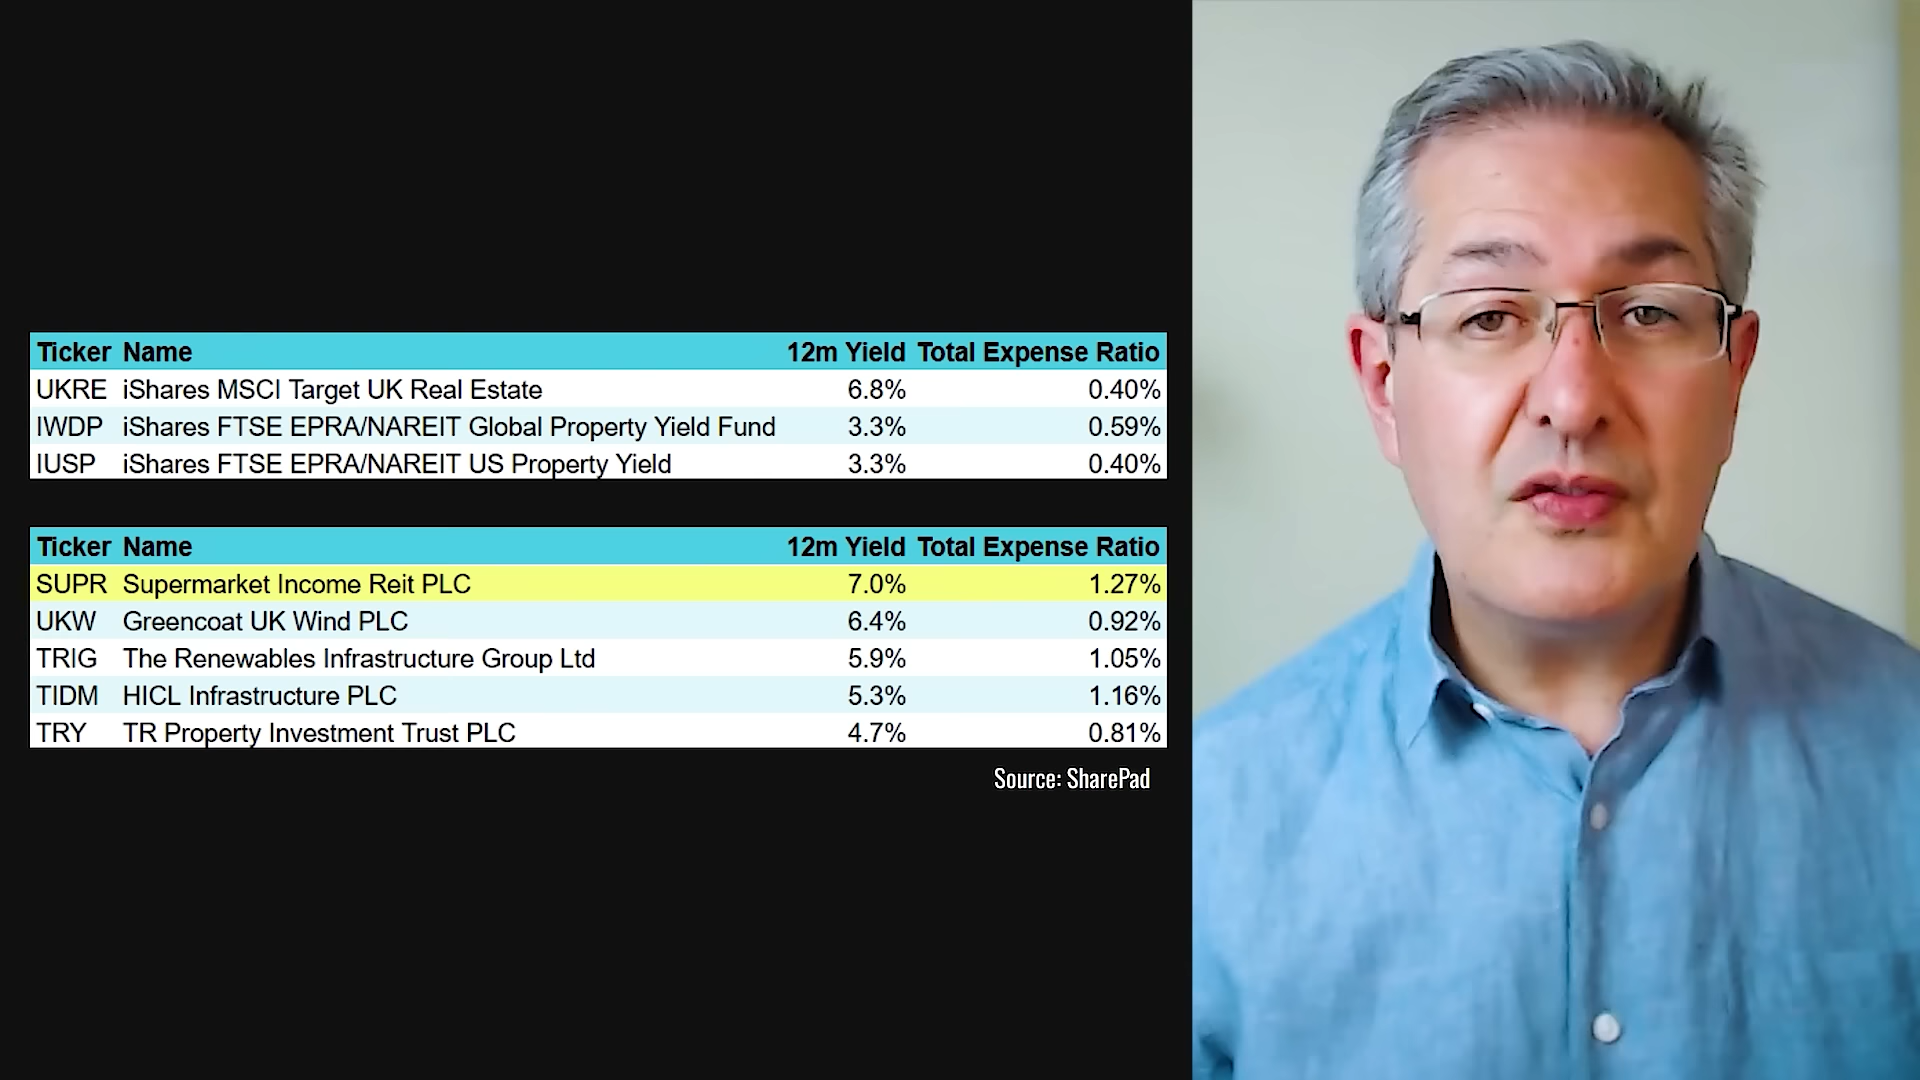 Ticker Name 12m Yield Total Expense Ratio
UKRE iShares MSCI Target UK Real Estate 6.8% 0.40%
IWDP iShares FTSE EPRA/NAREIT Global Property Yield Fund 3.3% 0.59%
IUSP iShares FTSE EPRA/NAREIT US Property Yield 3.3% 0.40%
Ticker Name 12m Yield Total Expense Ratio
SUPR Supermarket Income Reit PLC 7.0% 1.27%
UKW Greencoat UK Wind PLC 6.4% 0.92%
TRIG The Renewables Infrastructure Group Ltd 5.9% 1.05%
TIDM HICL Infrastructure PLC 5.3% 1.16%
TRY TR Property Investment Trust PLC 4.7% 0.81%
Source: SharePad